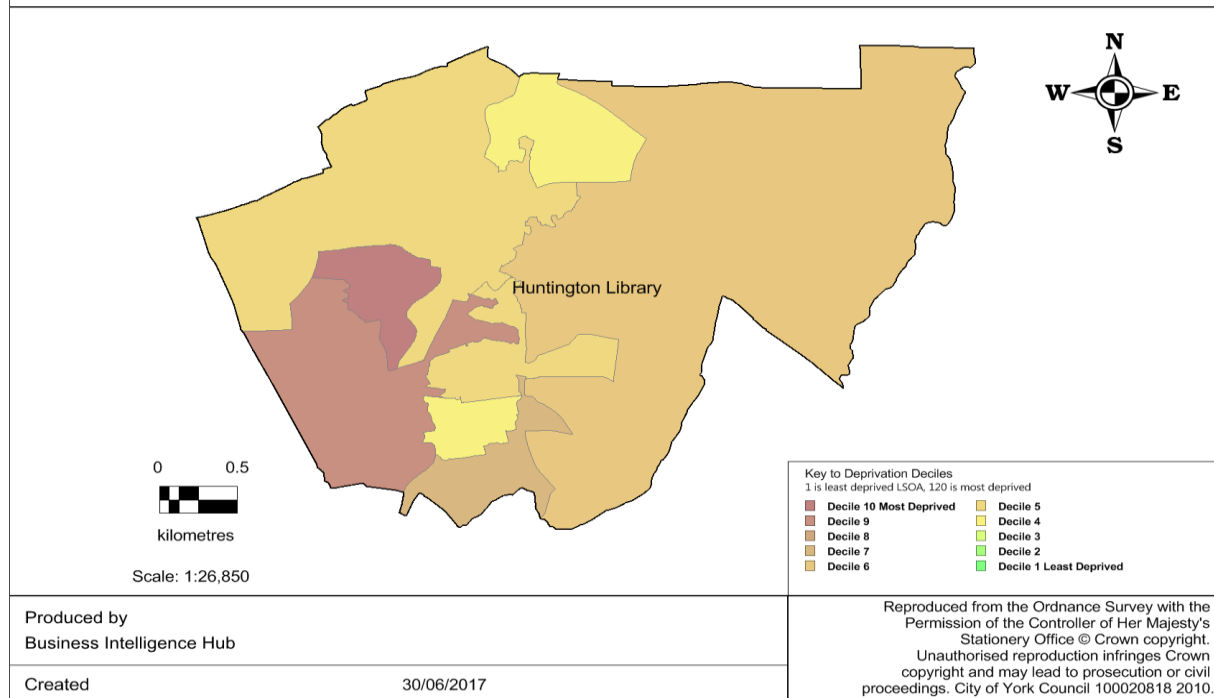 N
W E
S
Huntington Library
0 0.5
kilometres
Scale: 1:26,850
Key to Deprivation Deciles
1 is least deprived LSOA, 120 is most deprived
Decile 10 Most Deprived
Decile 9
Decile 8
Decile 7
Decile 6
Decile 5
Decile 4
Decile 3
Decile 2
Decile 1 Least Deprived
Produced by
Business Intelligence Hub
Created 30/06/2017
Reproduced from the Ordnance Survey with the
Permission of the Controller of Her Majesty's
Stationery Office © Crown copyright.
Unauthorised reproduction infringes Crown
copyright and may lead to prosecution or civil
proceedings. City of York Council 100020818 2010.